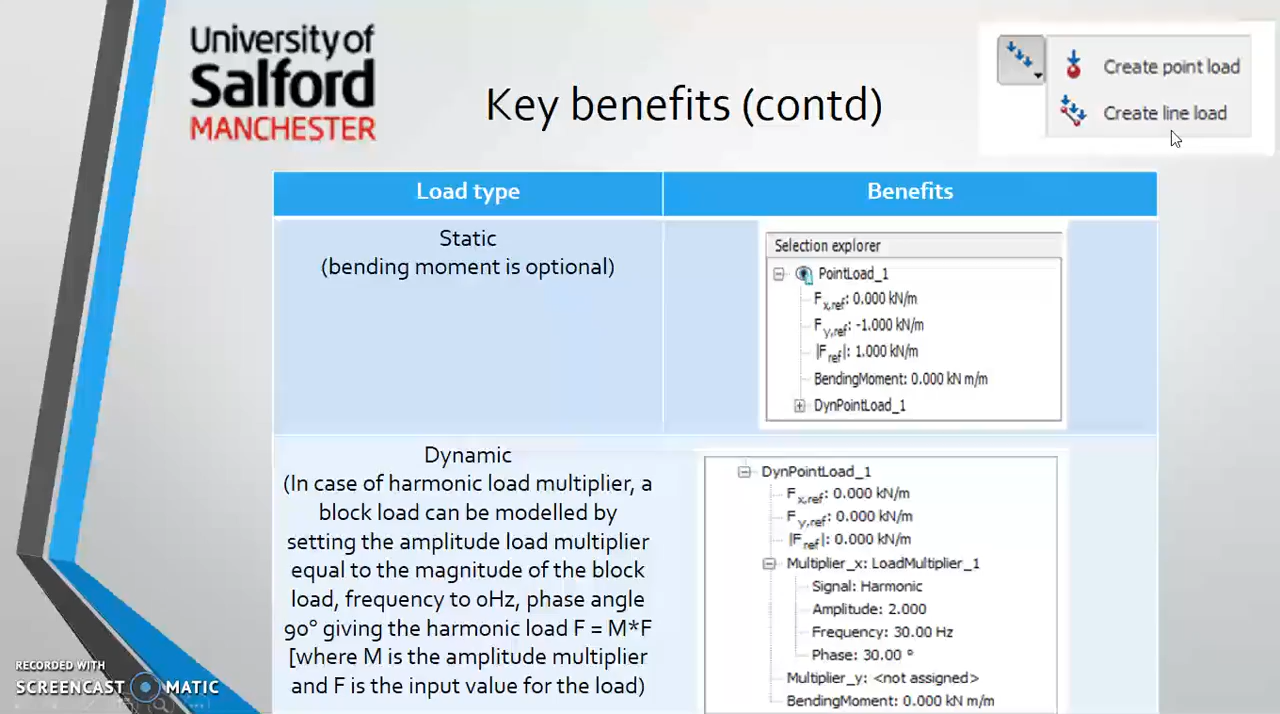 University of
Salford
MANCHESTER
Key benefits (contd)
Create point load
Create line load
Load type
Benefits
Static
(bending moment is optional)
Selection explorer
PointLoad_1
Fx,ref: 0.000 kN/m
Fy,ref: -1.000 kN/m
|Fref|: 1.000 kN/m
BendingMoment: 0.000 kN m/m
DynPointLoad_1
Dynamic
(In case of harmonic load multiplier, a
block load can be modelled by
setting the amplitude load multiplier
equal to the magnitude of the block
load, frequency to 0Hz, phase angle
90° giving the harmonic load F = M*F
[where M is the amplitude multiplier
and F is the input value for the load)
DynPointLoad_1
Fx,ref: 0.000 kN/m
Fy,ref: 0.000 kN/m
|Fref|: 0.000 kN/m
Multiplier_x: LoadMultiplier_1
Signal: Harmonic
Amplitude: 2.000
Frequency: 30.00 Hz
Phase: 30.00 °
Multiplier_y: <not assigned>
BendingMoment: 0.000 kN m/m
RECORDED WITH
SCREENCAST MATIC